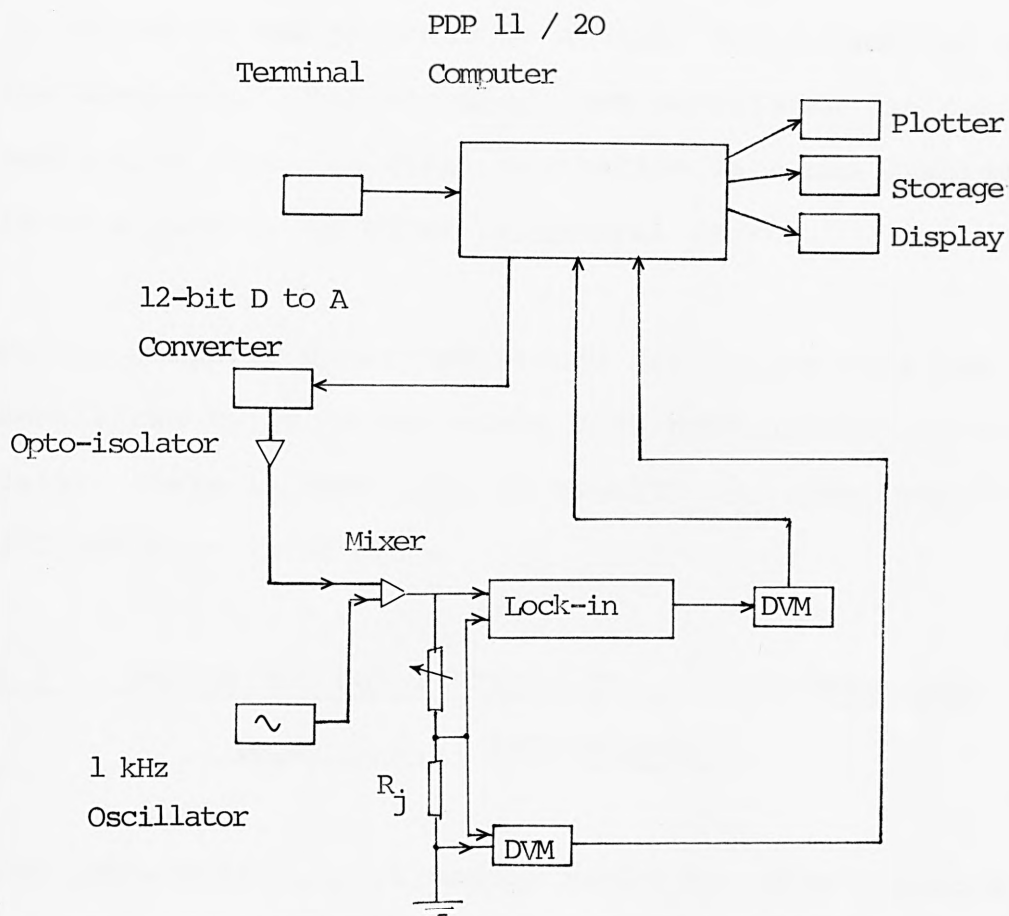 PDP 11 / 20
Terminal Computer
Plotter
Storage
Display
12-bit D to A
Converter
Opto-isolator
Mixer
Lock-in
DVM
1 kHz
Oscillator
Rj
DVM